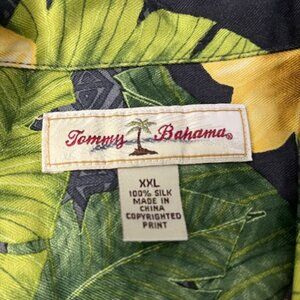 Tommy Bahama®
XXL
100% SILK
MADE IN
CHINA
COPYRIGHTED
PRINT